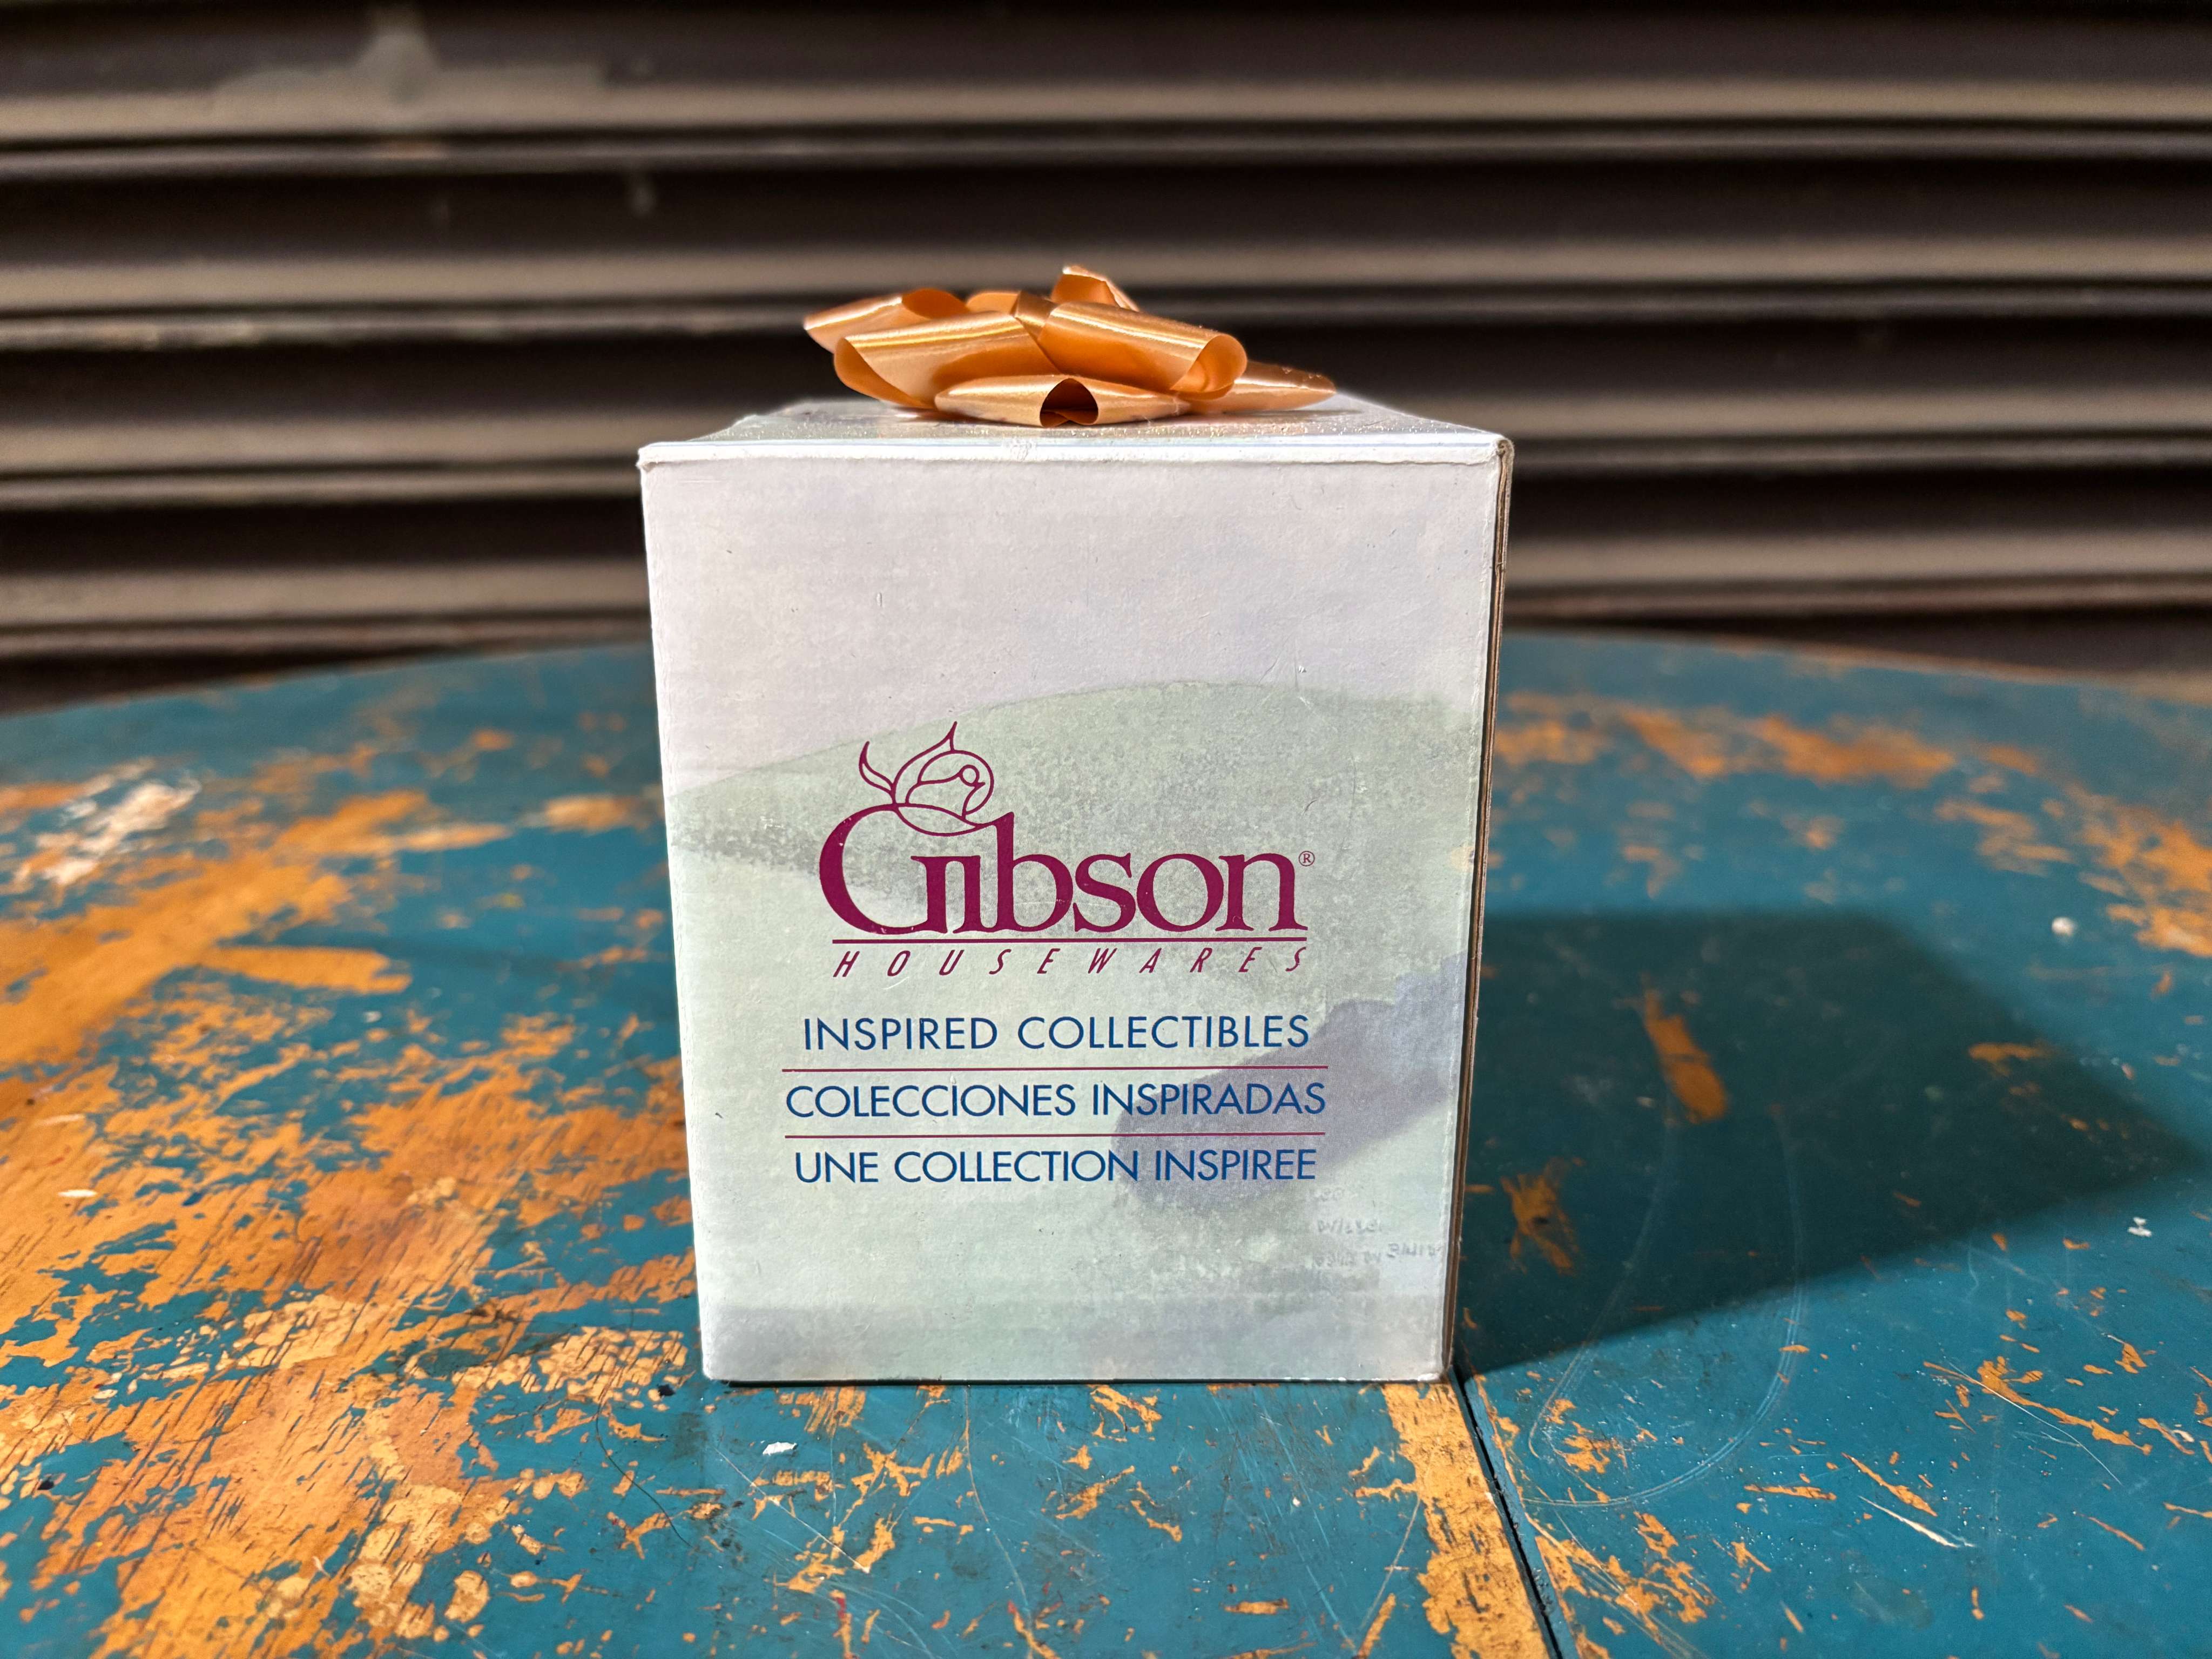 Gibson®
HOUSEWARES
INSPIRED COLLECTIBLES
COLECCIONES INSPIRADAS
UNE COLLECTION INSPIREE